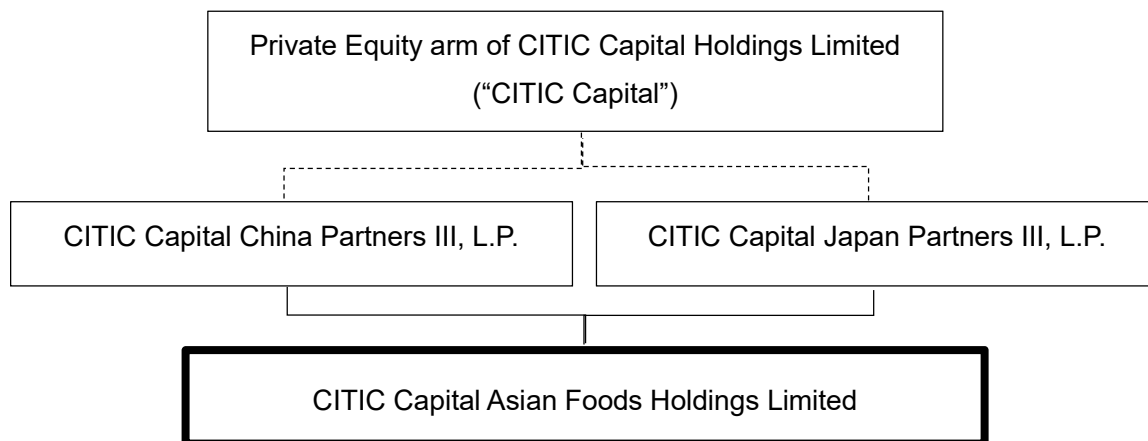 Private Equity arm of CITIC Capital Holdings Limited
(“CITIC Capital”)
CITIC Capital China Partners III, L.P.
CITIC Capital Japan Partners III, L.P.
CITIC Capital Asian Foods Holdings Limited